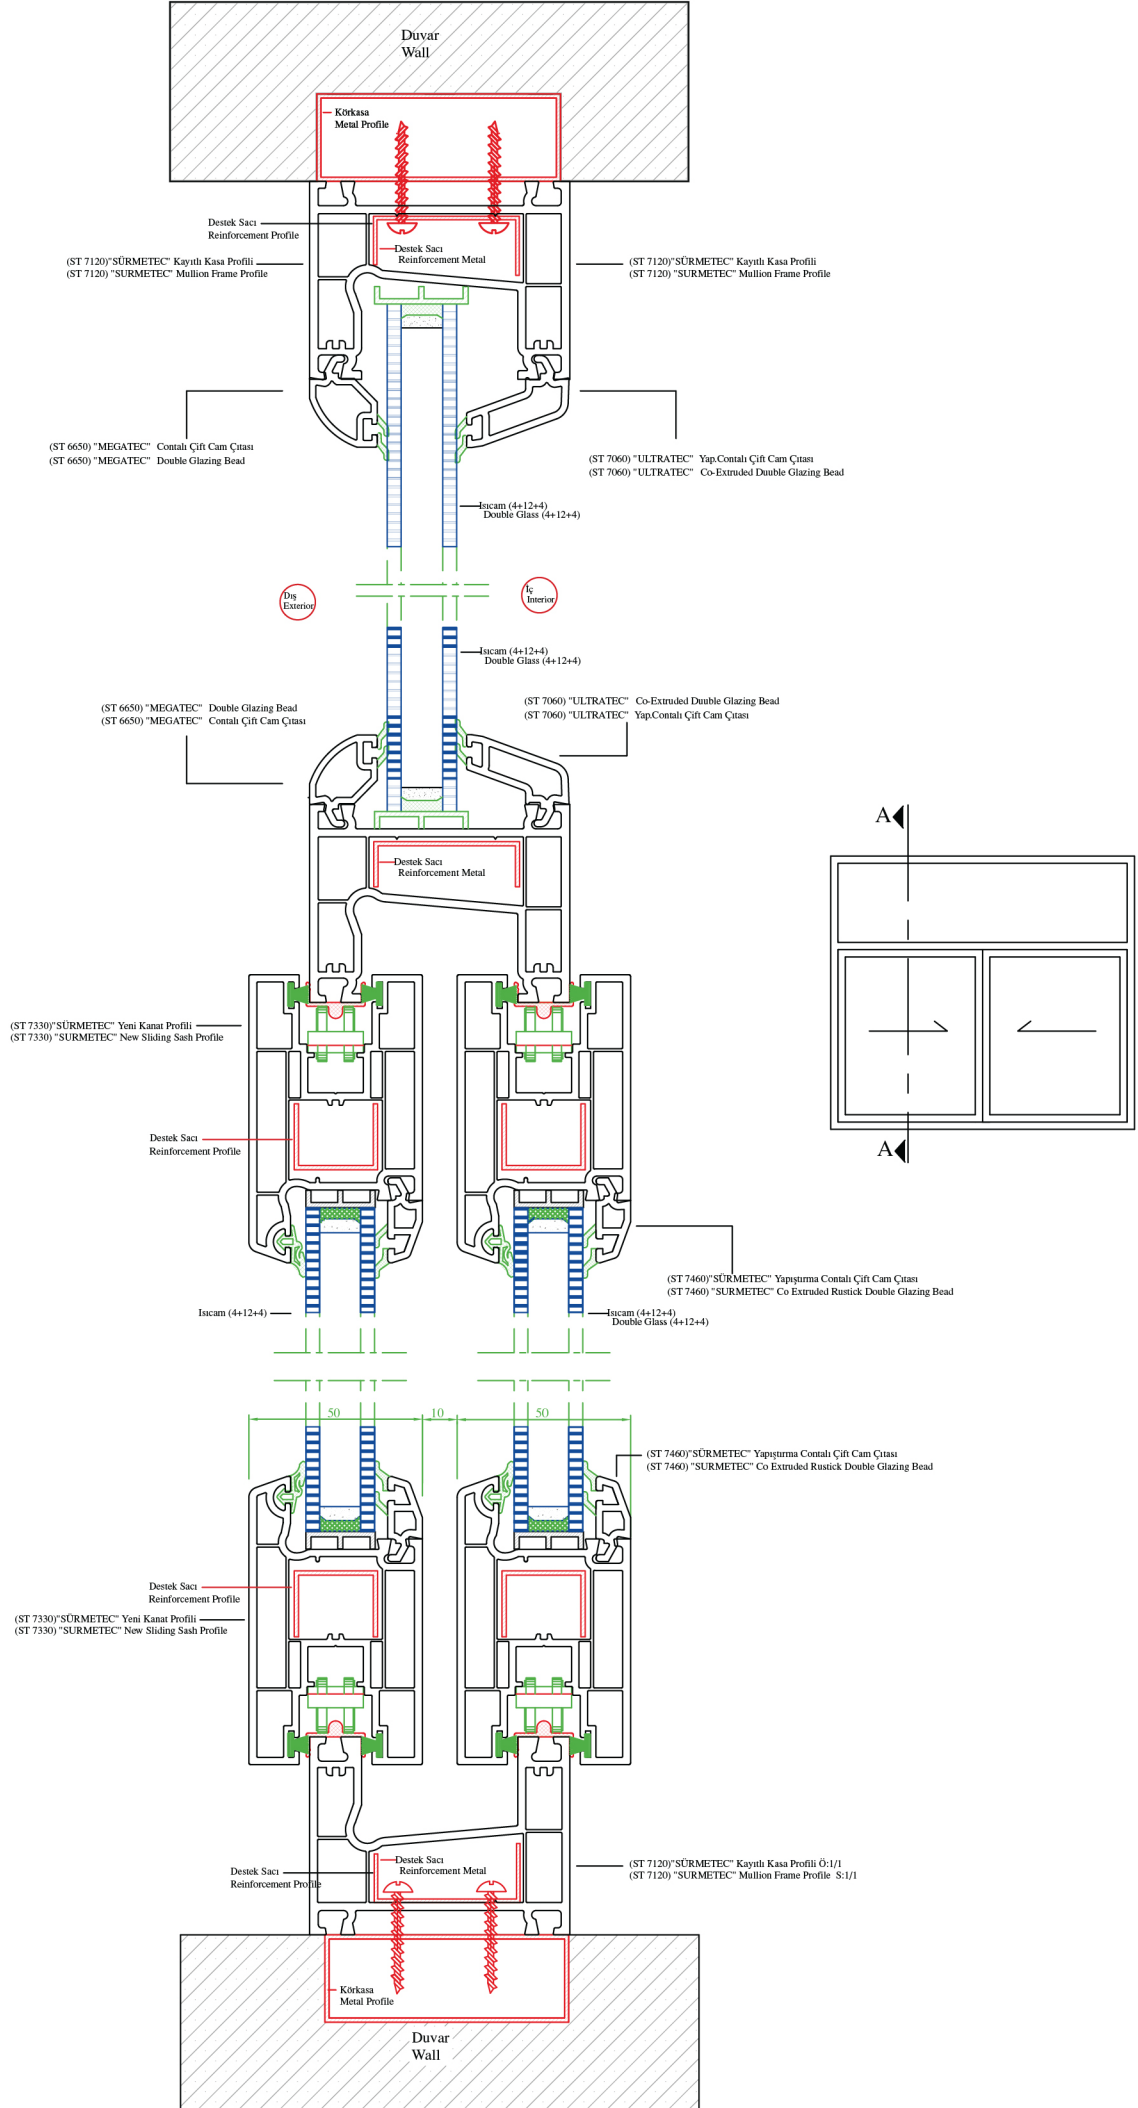 Duvar
Wall
Körkasa
Metal Profile
Destek Sacı
Reinforcement Profile
Destek Sacı
Reinforcement Metal
(ST 7120)"SÜRMETEC" Kayıtlı Kasa Profili
(ST 7120) "SURMETEC" Mullion Frame Profile
(ST 7120)"SÜRMETEC" Kayıtlı Kasa Profili
(ST 7120) "SURMETEC" Mullion Frame Profile
(ST 6650) "MEGATEC" Contalı Çift Cam Çıtası
(ST 6650) "MEGATEC" Double Glazing Bead
(ST 7060) "ULTRATEC" Yap.Contalı Çift Cam Çıtası
(ST 7060) "ULTRATEC" Co-Extruded Duuble Glazing Bead
Isıcam (4+12+4)
Double Glass (4+12+4)
Dış
Exterior
İç
Interior
Isıcam (4+12+4)
Double Glass (4+12+4)
(ST 6650) "MEGATEC" Double Glazing Bead
(ST 6650) "MEGATEC" Contalı Çift Cam Çıtası
(ST 7060) "ULTRATEC" Co-Extruded Duuble Glazing Bead
(ST 7060) "ULTRATEC" Yap.Contalı Çift Cam Çıtası
A
Destek Sacı
Reinforcement Metal
(ST 7330)"SÜRMETEC" Yeni Kanat Profili
(ST 7330) "SURMETEC" New Sliding Sash Profile
Destek Sacı
Reinforcement Profile
A
(ST 7460)"SÜRMETEC" Yapıştırma Contalı Çift Cam Çıtası
(ST 7460) "SURMETEC" Co Extruded Rustick Double Glazing Bead
Isıcam (4+12+4)
Isıcam (4+12+4)
Double Glass (4+12+4)
50
10
50
(ST 7460)"SÜRMETEC" Yapıştırma Contalı Çift Cam Çıtası
(ST 7460) "SURMETEC" Co Extruded Rustick Double Glazing Bead
Destek Sacı
Reinforcement Profile
(ST 7330)"SÜRMETEC" Yeni Kanat Profili
(ST 7330) "SURMETEC" New Sliding Sash Profile
Destek Sacı
Reinforcement Metal
Destek Sacı
Reinforcement Profile
(ST 7120)"SÜRMETEC" Kayıtlı Kasa Profili Ö:1/1
(ST 7120) "SURMETEC" Mullion Frame Profile S:1/1
Körkasa
Metal Profile
Duvar
Wall